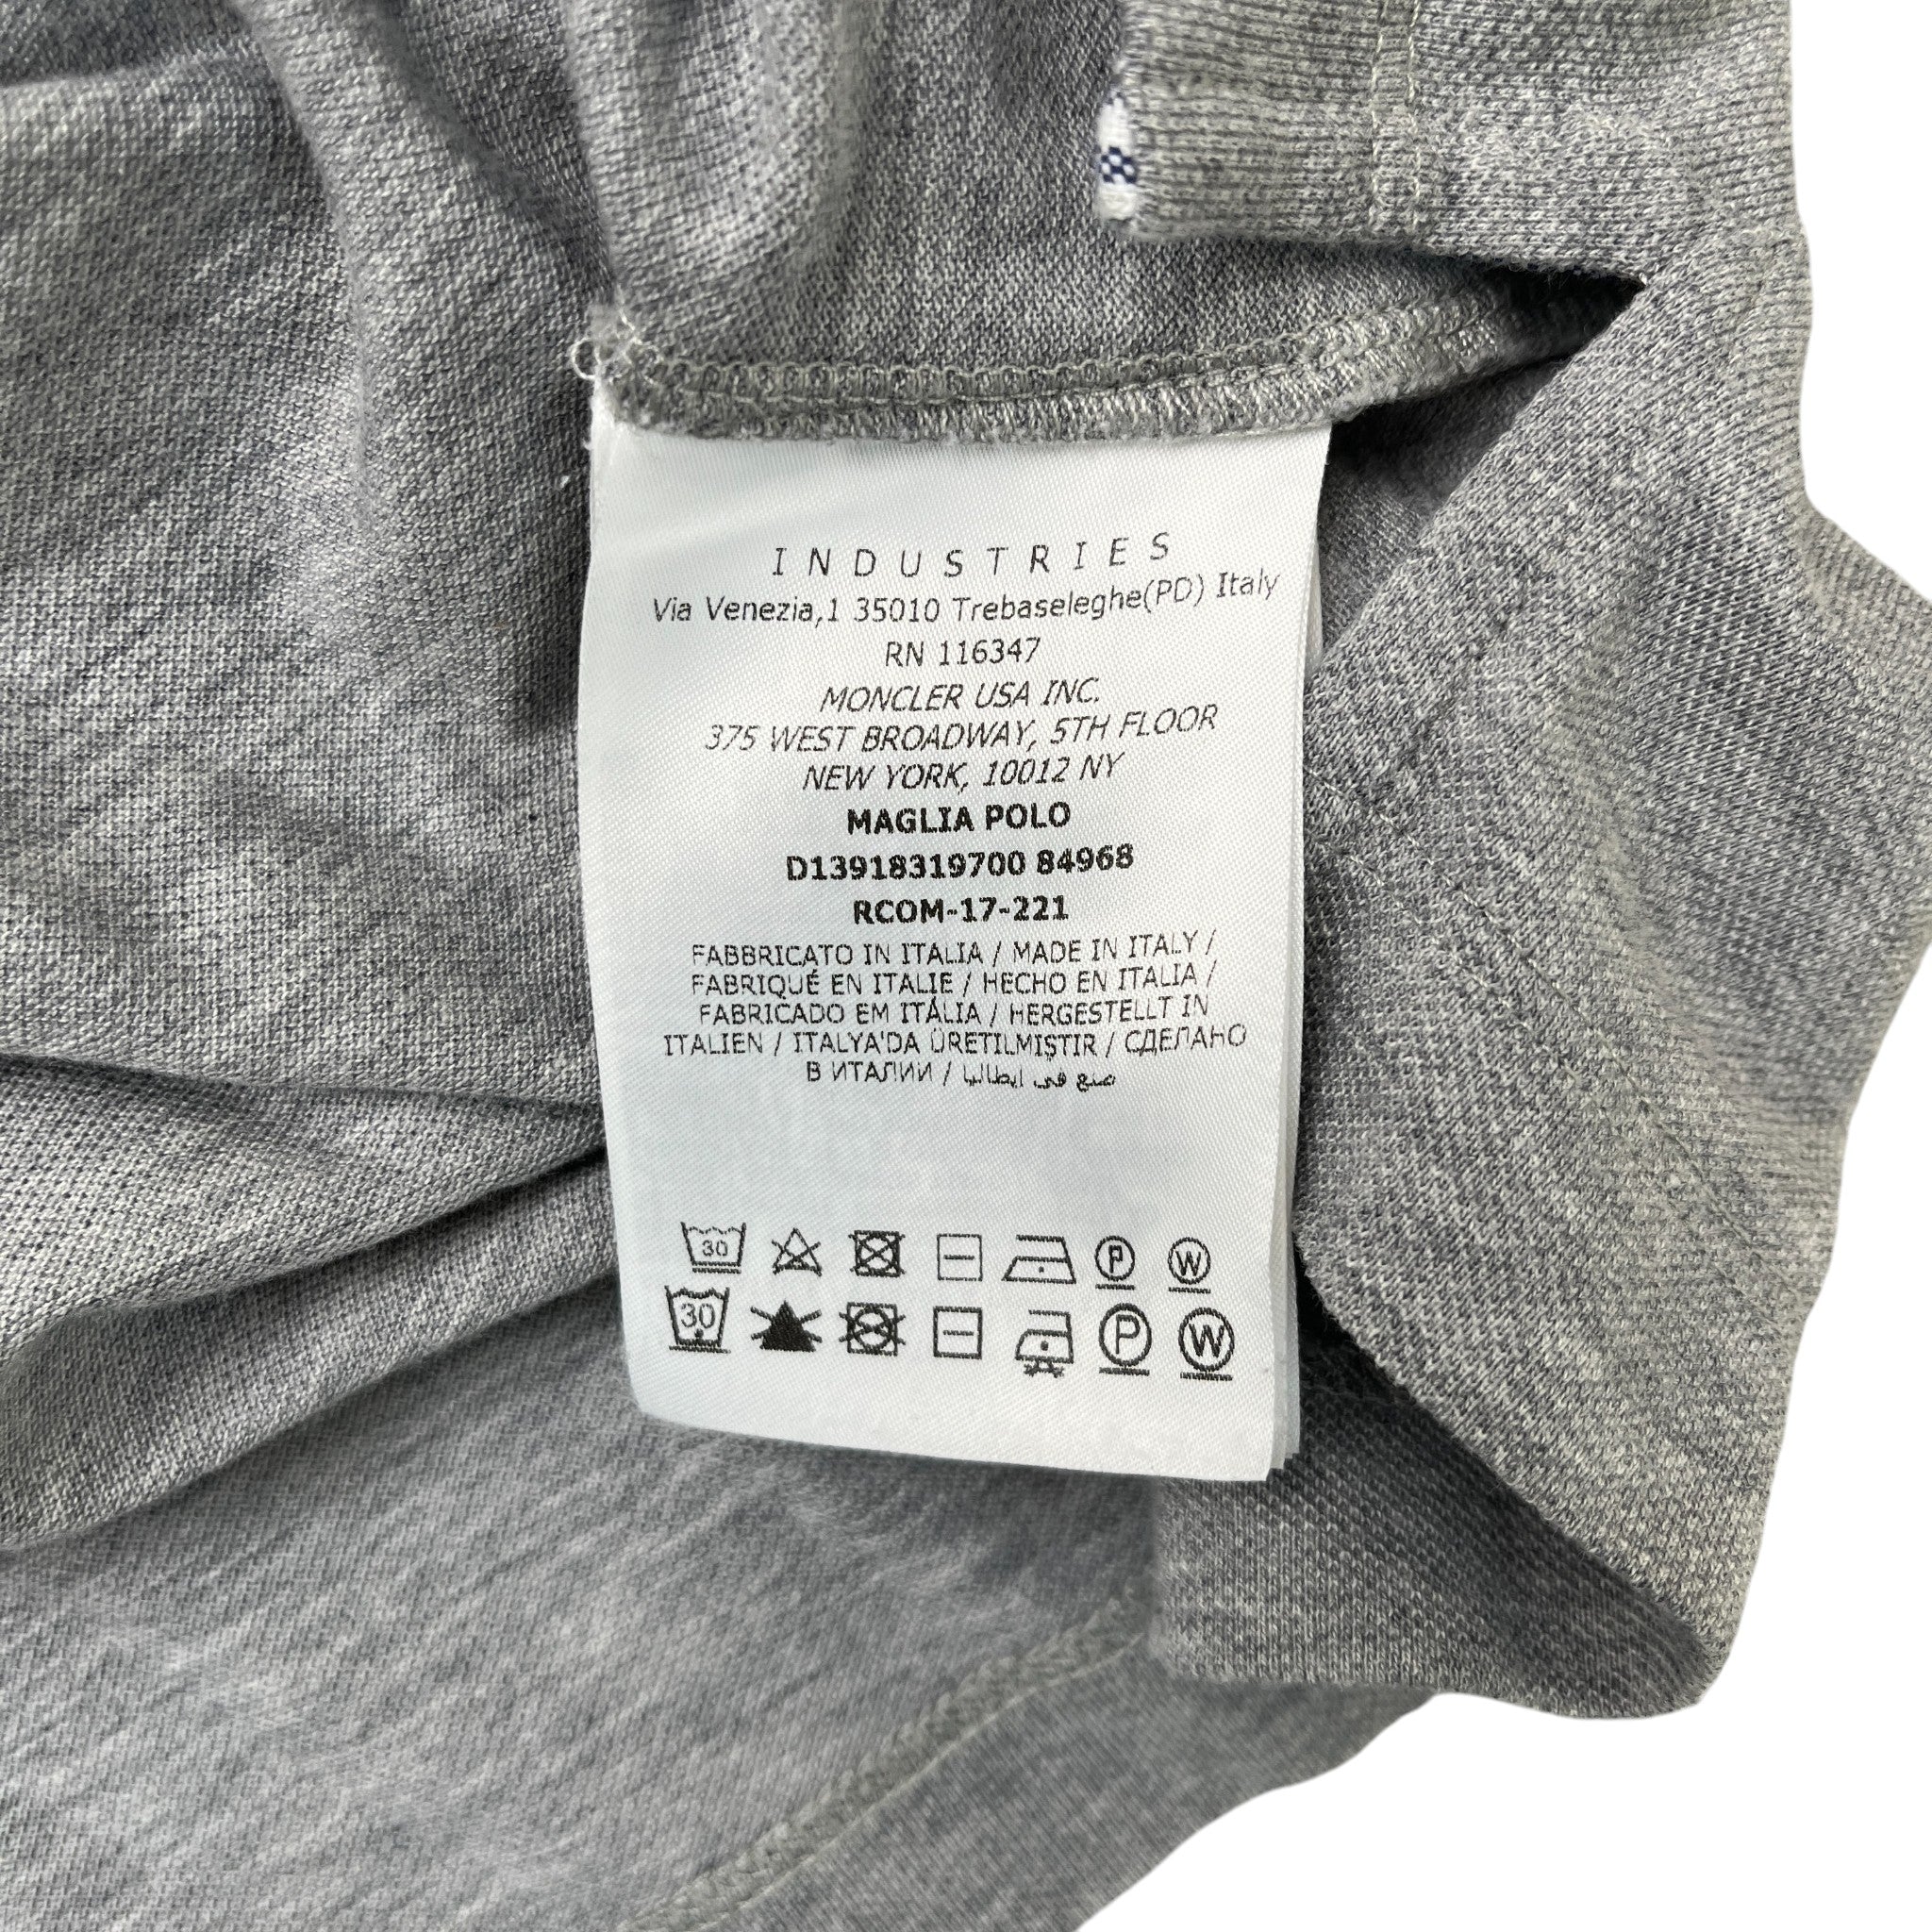 INDUSTRIES
Via Venezia,1 35010 Trebaseleghe(PD) Italy
RN 116347
MONCLER USA INC.
375 WEST BROADWAY, 5TH FLOOR
NEW YORK, 10012 NY
MAGLIA POLO
D13918319700 84968
RCOM-17-221
FABBRICATO IN ITALIA / MADE IN ITALY /
FABRIQUÉ EN ITALIE / HECHO EN ITALIA /
FABRICADO EM ITÁLIA / HERGESTELLT IN
ITALIEN / ITALYA'DA ÜRETILMIŞTIR / СДЕЛАНО
В ИТАЛИИ / صنع في ايطاليا
30 P W
30 P W